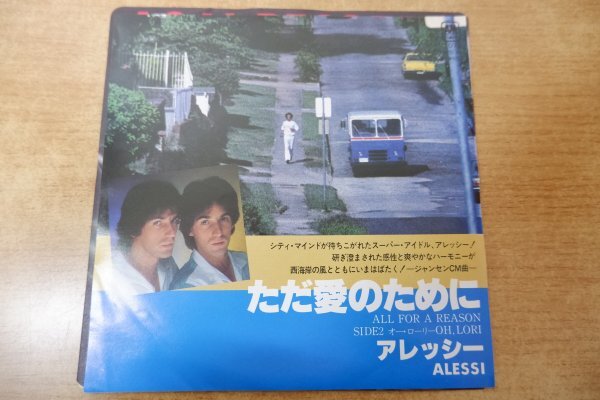 シティ・マインドが待ちこがれたスーパー・アイドル、アレッシー!
研ぎ澄まされた感性と爽やかなハーモニーが
西海岸の風とともにいまはばたく!―ジャンセンCM曲―
ただ愛のために
ALL FOR A REASON
SIDE2 オー・ローリーOH, LORI
アレッシー
ALESSI